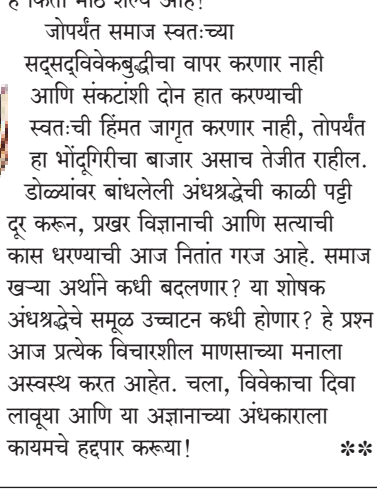 हे किती मोठे शल्य आहे!
जोपर्यंत समाज स्वतःच्या
सद्सद्विवेकबुद्धीचा वापर करणार नाही
आणि संकटांशी दोन हात करण्याची
स्वतःची हिंमत जागृत करणार नाही, तोपर्यंत
हा भोंदूगिरीचा बाजार असाच तेजीत राहील.
डोळ्यांवर बांधलेली अंधश्रद्धेची काळी पट्टी
दूर करून, प्रखर विज्ञानाची आणि सत्याची
कास धरण्याची आज नितांत गरज आहे. समाज
खऱ्या अर्थाने कधी बदलणार? या शोषक
अंधश्रद्धेचे समूळ उच्चाटन कधी होणार? हे प्रश्न
आज प्रत्येक विचारशील माणसाच्या मनाला
अस्वस्थ करत आहेत. चला, विवेकाचा दिवा
लावूया आणि या अज्ञानाच्या अंधकाराला
कायमचे हद्दपार करूया! **